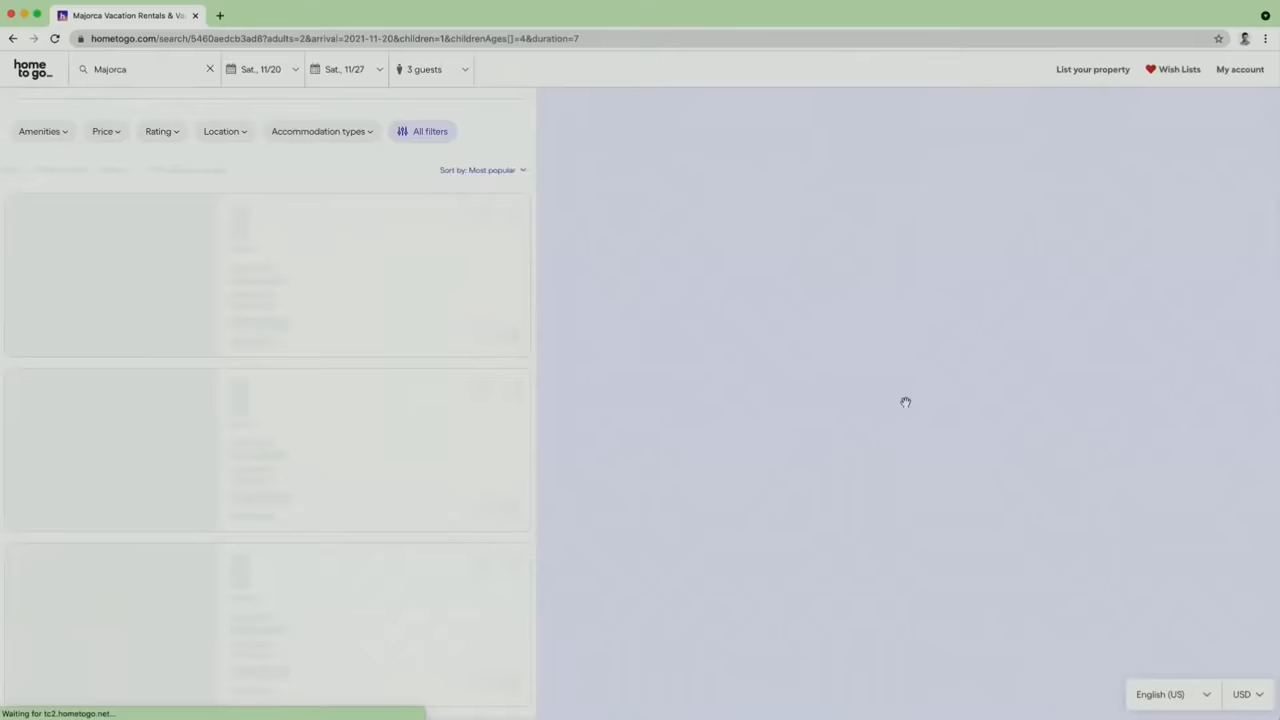 Majorca Vacation Rentals & Va
hometogo.com/search/5460aedcb3ad8?adults=2&arrival=2021-11-20&children=1&childrenAges[]=4&duration=7
home to go_
Majorca
Sat., 11/20
Sat., 11/27
3 guests
List your property
Wish Lists
My account
Amenities
Price
Rating
Location
Accommodation types
All filters
Sort by: Most popular
English (US)
USD
Waiting for tc2.hometogo.net...